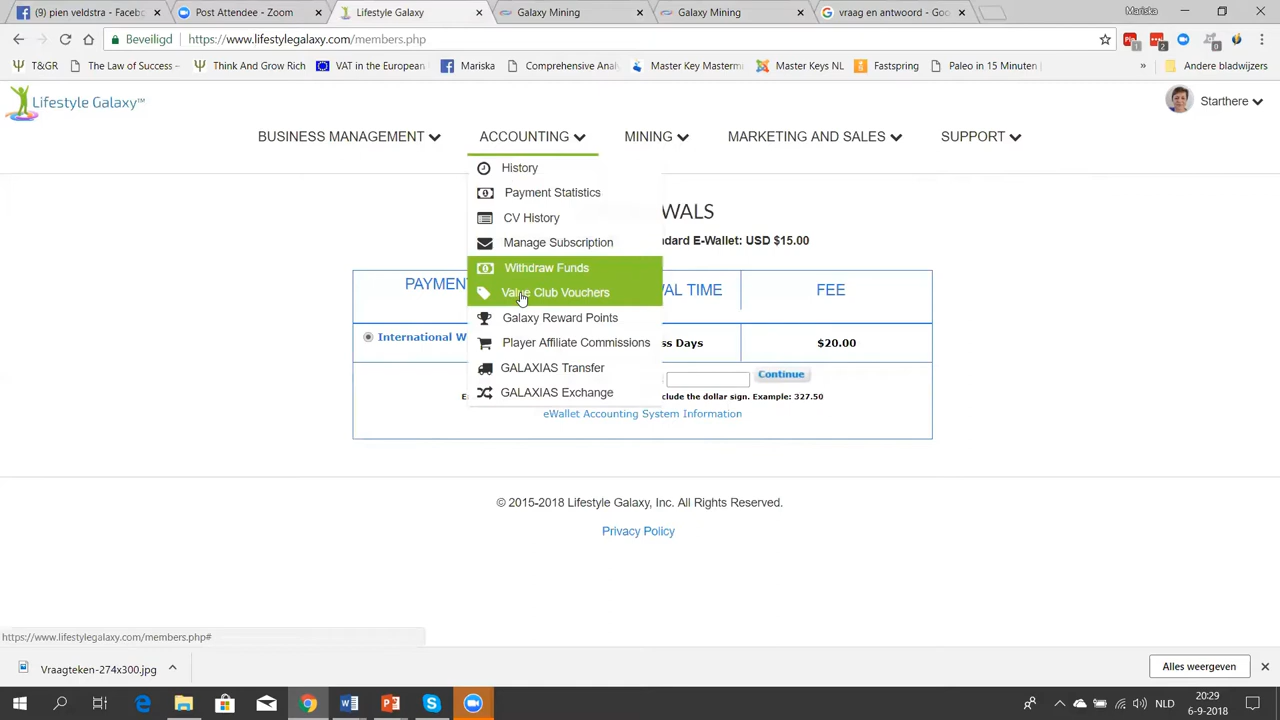 (9) pien veldstra - Faceb
Post Attendee - Zoom
Lifestyle Galaxy
Galaxy Mining
Galaxy Mining
vraag en antwoord - Goo
Mariska
Beveiligd
https://www.lifestylegalaxy.com/members.php
T&GR
The Law of Success –
Think And Grow Rich
VAT in the European
Mariska
Comprehensive Anal
Master Key Masterm
Master Keys NL
Fastspring
Paleo in 15 Minuten
»
Andere bladwijzers
Lifestyle Galaxy™
Starthere
BUSINESS MANAGEMENT
ACCOUNTING
MINING
MARKETING AND SALES
SUPPORT
History
Payment Statistics
CV History
Manage Subscription
Withdraw Funds
Value Club Vouchers
Galaxy Reward Points
Player Affiliate Commissions
GALAXIAS Transfer
GALAXIAS Exchange
WALS
ndard E-Wallet: USD $15.00
PAYMEN
VAL TIME
FEE
International W
ss Days
$20.00
Continue
clude the dollar sign. Example: 327.50
eWallet Accounting System Information
© 2015-2018 Lifestyle Galaxy, Inc. All Rights Reserved.
Privacy Policy
https://www.lifestylegalaxy.com/members.php#
Vraagteken-274x300.jpg
Alles weergeven
NLD
20:29
6-9-2018